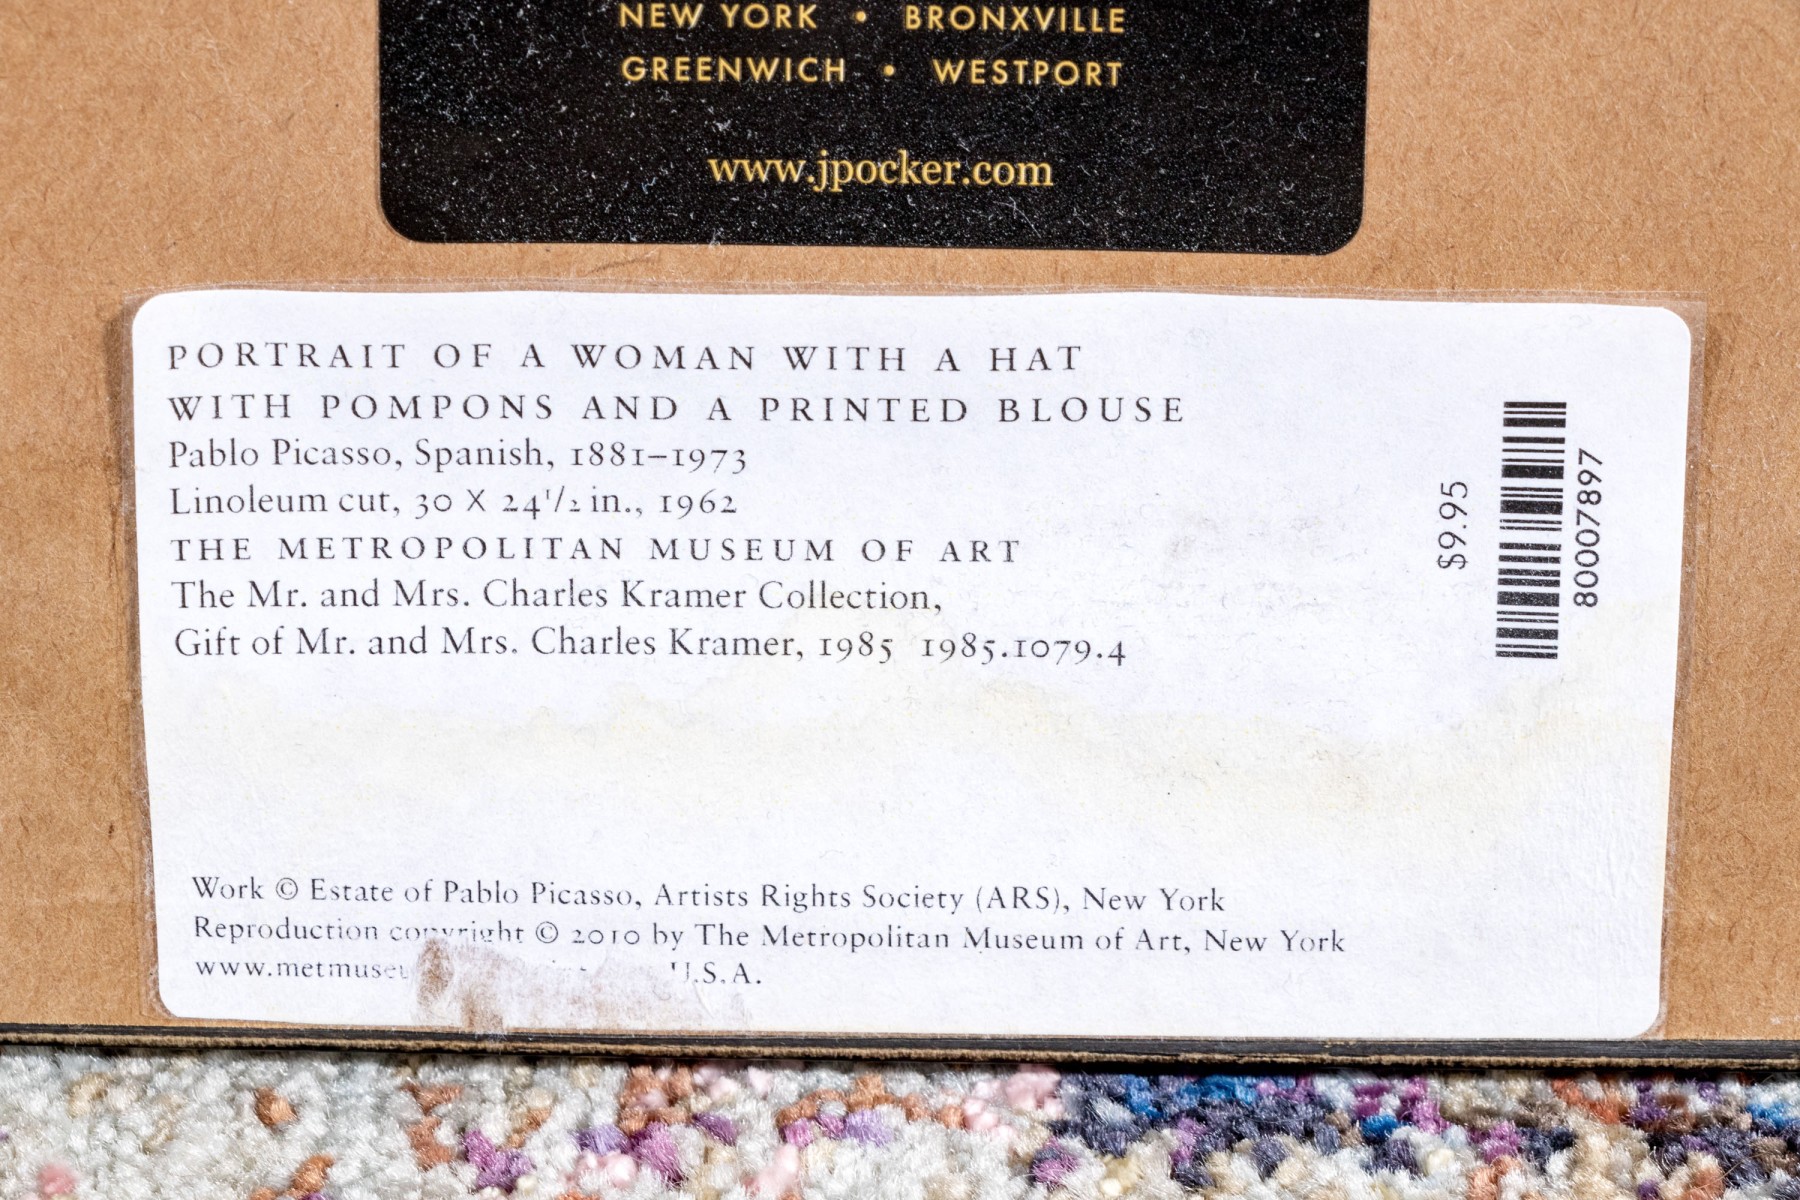 NEW YORK • BRONXVILLE
GREENWICH • WESTPORT
www.jpocker.com
PORTRAIT OF A WOMAN WITH A HAT
WITH POMPONS AND A PRINTED BLOUSE
Pablo Picasso, Spanish, 1881–1973
Linoleum cut, 30 X 24 1/2 in., 1962
THE METROPOLITAN MUSEUM OF ART
The Mr. and Mrs. Charles Kramer Collection,
Gift of Mr. and Mrs. Charles Kramer, 1985 1985.1079.4
$9.95
80007897
Work © Estate of Pablo Picasso, Artists Rights Society (ARS), New York
Reproduction copyright © 2010 by The Metropolitan Museum of Art, New York
U.S.A.